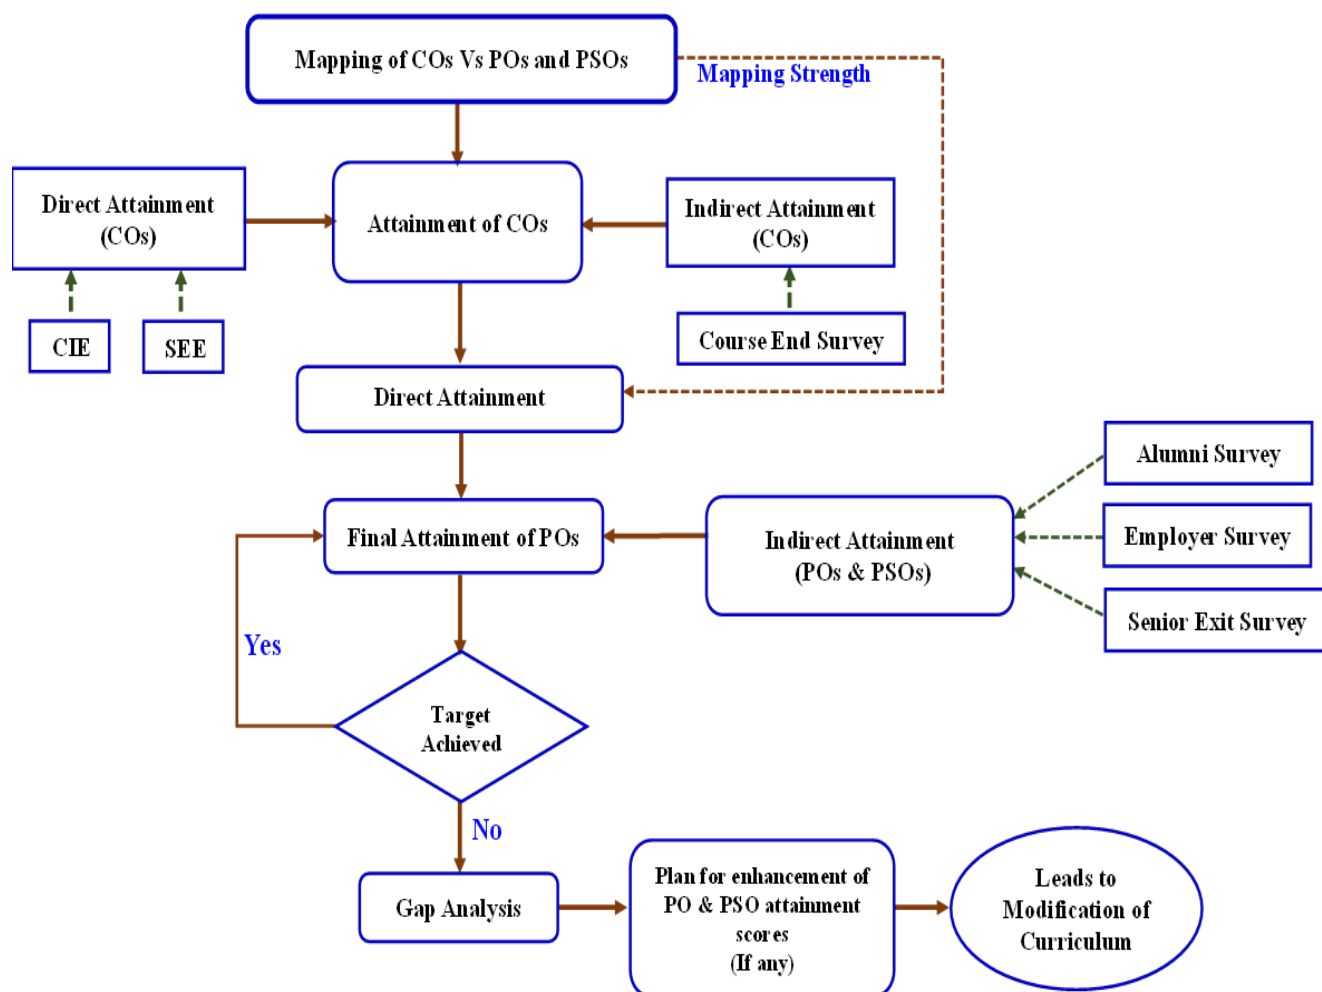 Mapping of COs Vs POs and PSOs
Mapping Strength
Direct Attainment
(COs)
Attainment of COs
Indirect Attainment
(COs)
CIE
SEE
Course End Survey
Direct Attainment
Alumni Survey
Final Attainment of POs
Indirect Attainment
(POs & PSOs)
Employer Survey
Senior Exit Survey
Yes
Target
Achieved
No
Gap Analysis
Plan for enhancement of
PO & PSO attainment
scores
(If any)
Leads to
Modification of
Curriculum